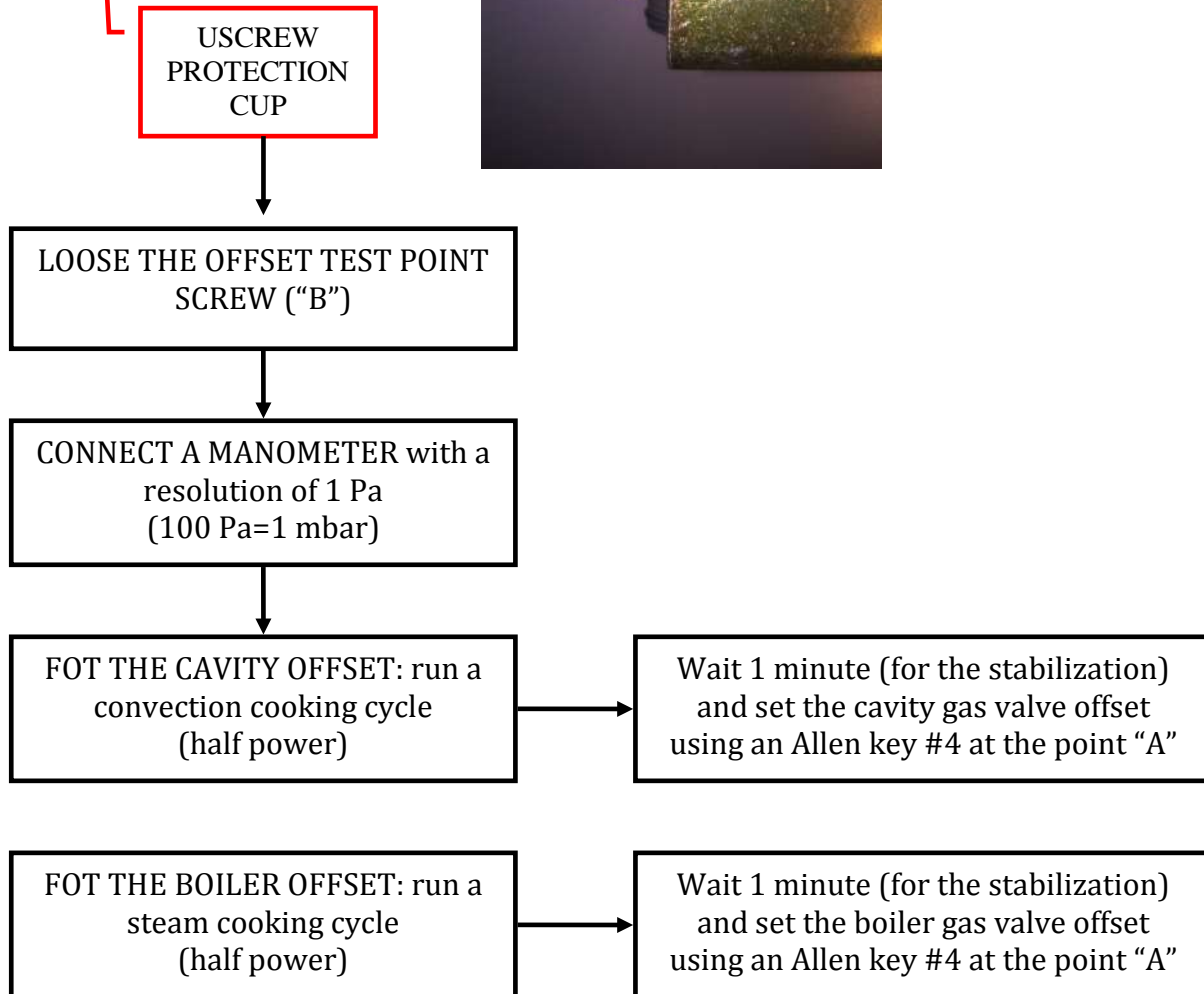 USCREW
PROTECTION
CUP
LOOSE THE OFFSET TEST POINT
SCREW (“B”)
CONNECT A MANOMETER with a
resolution of 1 Pa
(100 Pa=1 mbar)
FOT THE CAVITY OFFSET: run a
convection cooking cycle
(half power)
Wait 1 minute (for the stabilization)
and set the cavity gas valve offset
using an Allen key #4 at the point “A”
FOT THE BOILER OFFSET: run a
steam cooking cycle
(half power)
Wait 1 minute (for the stabilization)
and set the boiler gas valve offset
using an Allen key #4 at the point “A”